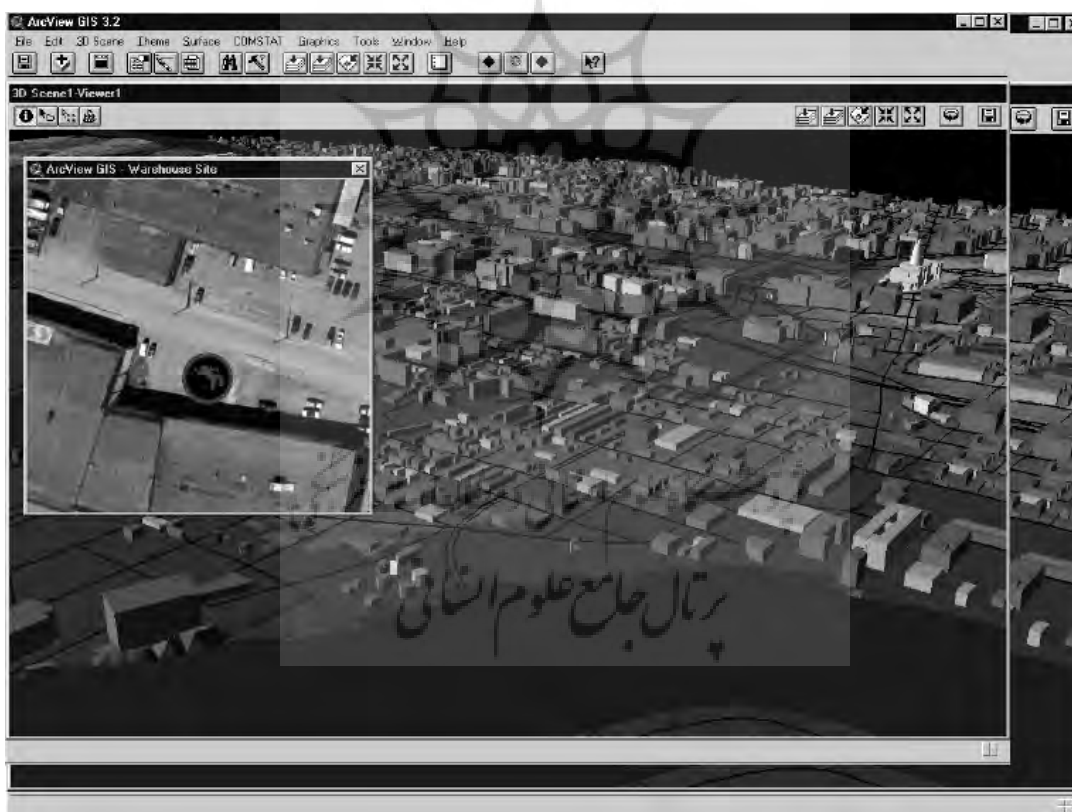 ArcView GIS 3.2
File Edit 3D Scene Theme Surface COMSTAT Graphics Tools Window Help
3D Scene1-Viewer1
ArcView GIS - Warehouse Site
پرتال جامع علوم انسانی